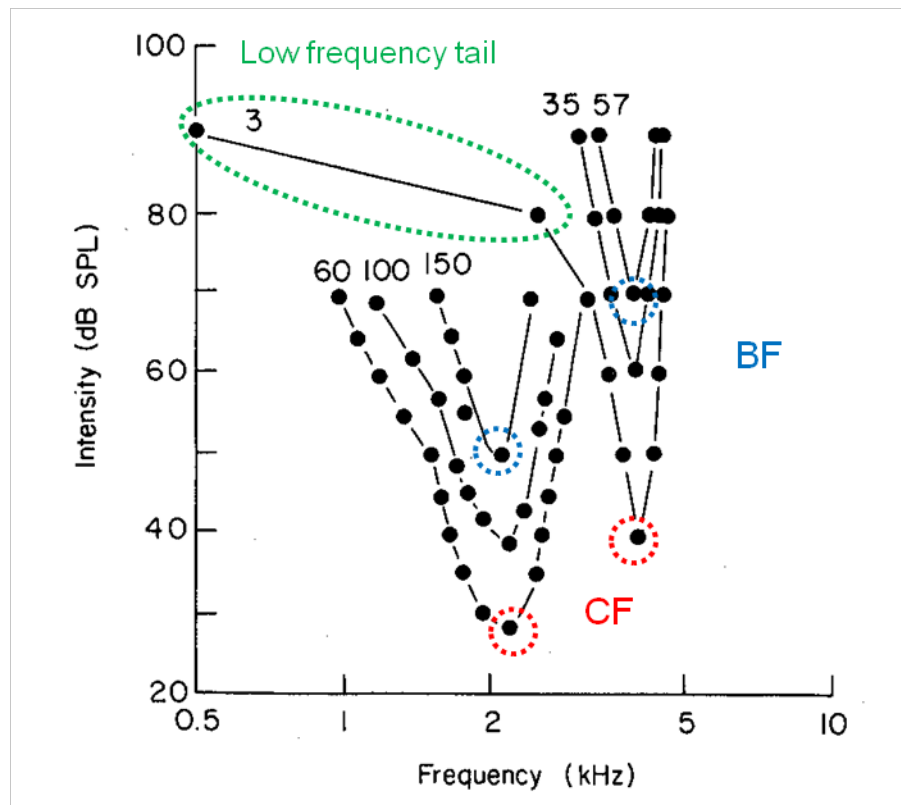 100
Low frequency tail
3
35 57
80
60 100 150
60
BF
40
CF
20
0.5 1 2 5 10
Intensity (dB SPL)
Frequency (kHz)